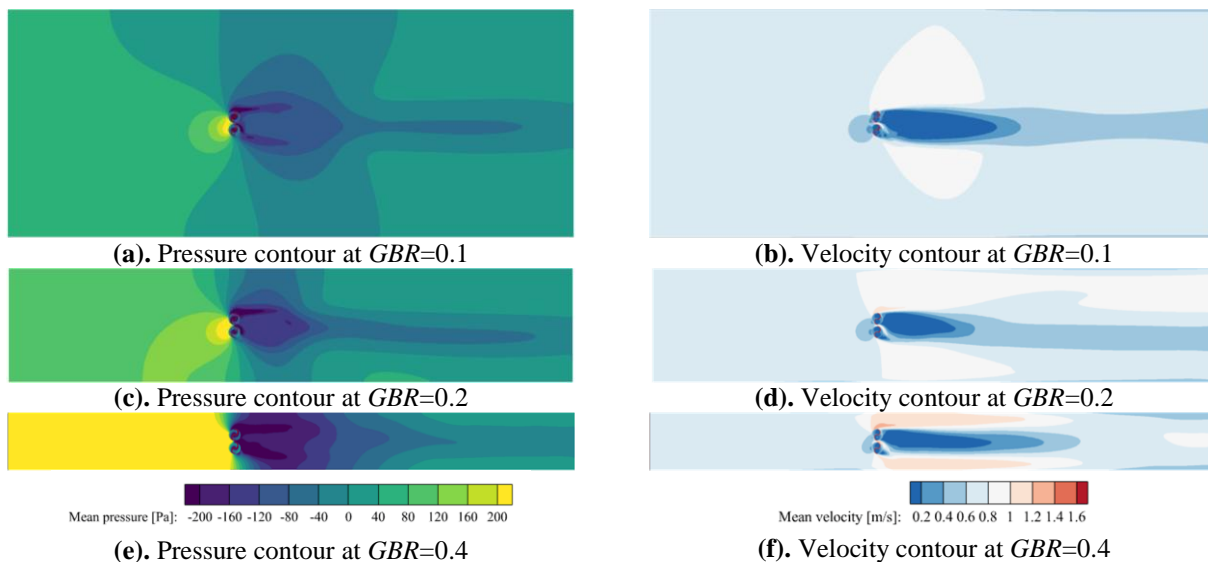 (a). Pressure contour at GBR=0.1
(b). Velocity contour at GBR=0.1
(c). Pressure contour at GBR=0.2
(d). Velocity contour at GBR=0.2
Mean pressure [Pa]: -200 -160 -120 -80 -40 0 40 80 120 160 200
Mean velocity [m/s]: 0.2 0.4 0.6 0.8 1 1.2 1.4 1.6
(e). Pressure contour at GBR=0.4
(f). Velocity contour at GBR=0.4